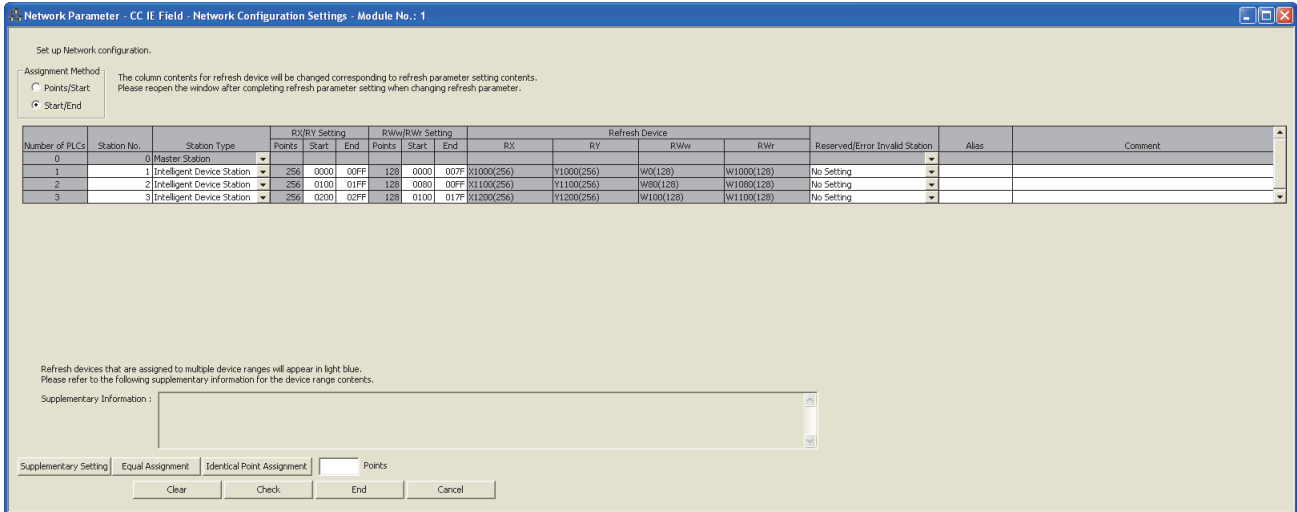 Network Parameter - CC IE Field - Network Configuration Settings - Module No.: 1
Set up Network configuration.
Assignment Method
Points/Start
Start/End
The column contents for refresh device will be changed corresponding to refresh parameter setting contents.
Please reopen the window after completing refresh parameter setting when changing refresh parameter.
RX/RY Setting RWw/RWr Setting Refresh Device
Number of PLCs Station No. Station Type Points Start End Points Start End RX RY RWw RWr Reserved/Error Invalid Station Alias Comment
0 0 Master Station
1 1 Intelligent Device Station 256 0000 00FF 128 0000 007F X1000(256) Y1000(256) W0(128) W1000(128) No Setting
2 2 Intelligent Device Station 256 0100 01FF 128 0080 00FF X1100(256) Y1100(256) W80(128) W1080(128) No Setting
3 3 Intelligent Device Station 256 0200 02FF 128 0100 017F X1200(256) Y1200(256) W100(128) W1100(128) No Setting
Refresh devices that are assigned to multiple device ranges will appear in light blue.
Please refer to the following supplementary information for the device range contents.
Supplementary Information :
Supplementary Setting Equal Assignment Identical Point Assignment Points
Clear Check End Cancel